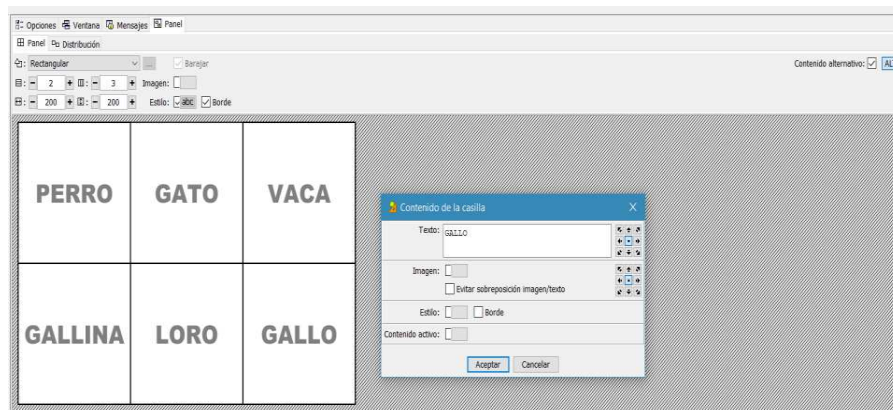 Opciones Ventana Mensajes Panel
Panel Distribución
Rectangular ... Barajar Contenido alternativo:
2 3 Imagen:
200 200 Estilo: abc Borde
PERRO GATO VACA
GALLINA LORO GALLO
Contenido de la casilla
Texto: GALLO
Imagen:
Evitar sobreposición imagen/texto
Estilo: Borde
Contenido activo:
Aceptar Cancelar